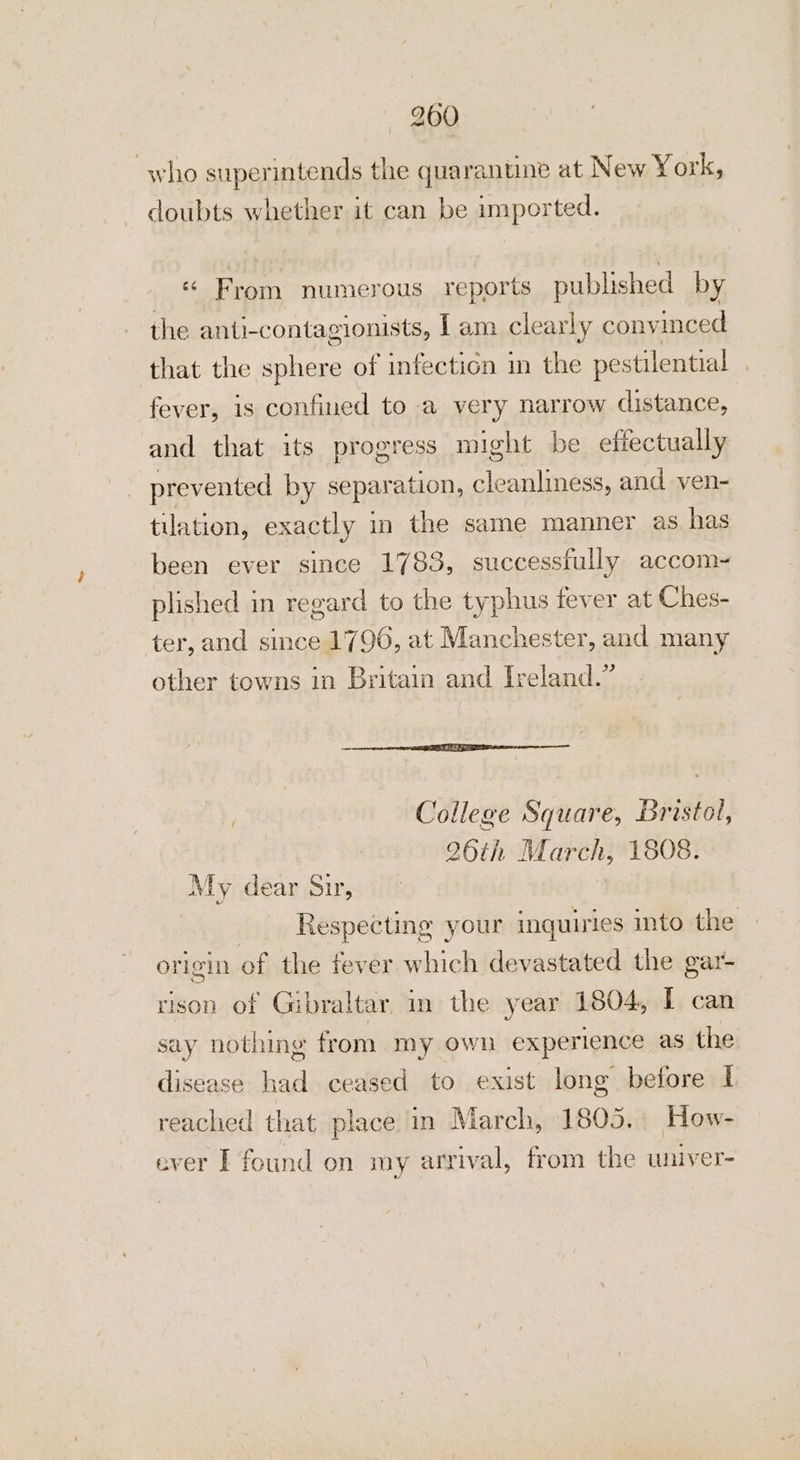 260
who superintends the quarantine at New York,
doubts whether it can be imported.
“ From numerous reports published by
the anti-contagionists, I am clearly convinced
that the sphere of infection in the pestilential
fever, is confined to a very narrow distance,
and that its progress might be effectually
prevented by separation, cleanliness, and ven-
tilation, exactly in the same manner as has
been ever since 1783, successfully accom-
plished in regard to the typhus fever at Ches-
ter, and since 1796, at Manchester, and many
other towns in Britain and Ireland.”
College Square, Bristol,
26th March, 1808.
My dear Sir,
Respecting your inquiries into the
origin of the fever which devastated the gar-
rison of Gibraltar in the year 1804, I can
say nothing from my own experience as the
disease had ceased to exist long before I
reached that place in March, 1805. How-
ever I found on my arrival, from the univer-